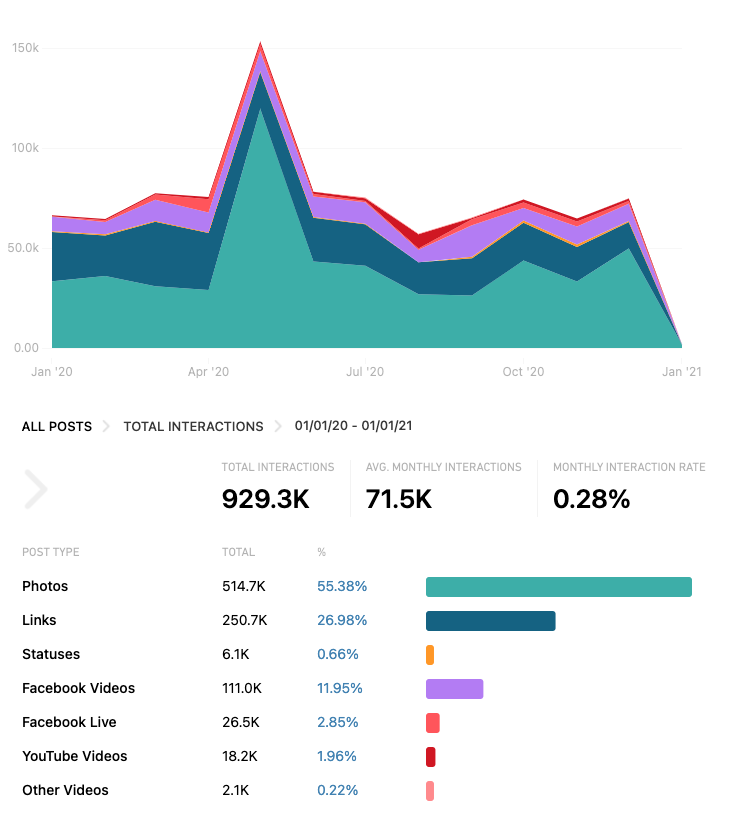 150k
100k
50.0k
0.00
Jan '20 Apr '20 Jul '20 Oct '20 Jan '21
ALL POSTS TOTAL INTERACTIONS 01/01/20 - 01/01/21
TOTAL INTERACTIONS AVG. MONTHLY INTERACTIONS MONTHLY INTERACTION RATE
929.3K 71.5K 0.28%
POST TYPE TOTAL %
Photos 514.7K 55.38%
Links 250.7K 26.98%
Statuses 6.1K 0.66%
Facebook Videos 111.0K 11.95%
Facebook Live 26.5K 2.85%
YouTube Videos 18.2K 1.96%
Other Videos 2.1K 0.22%